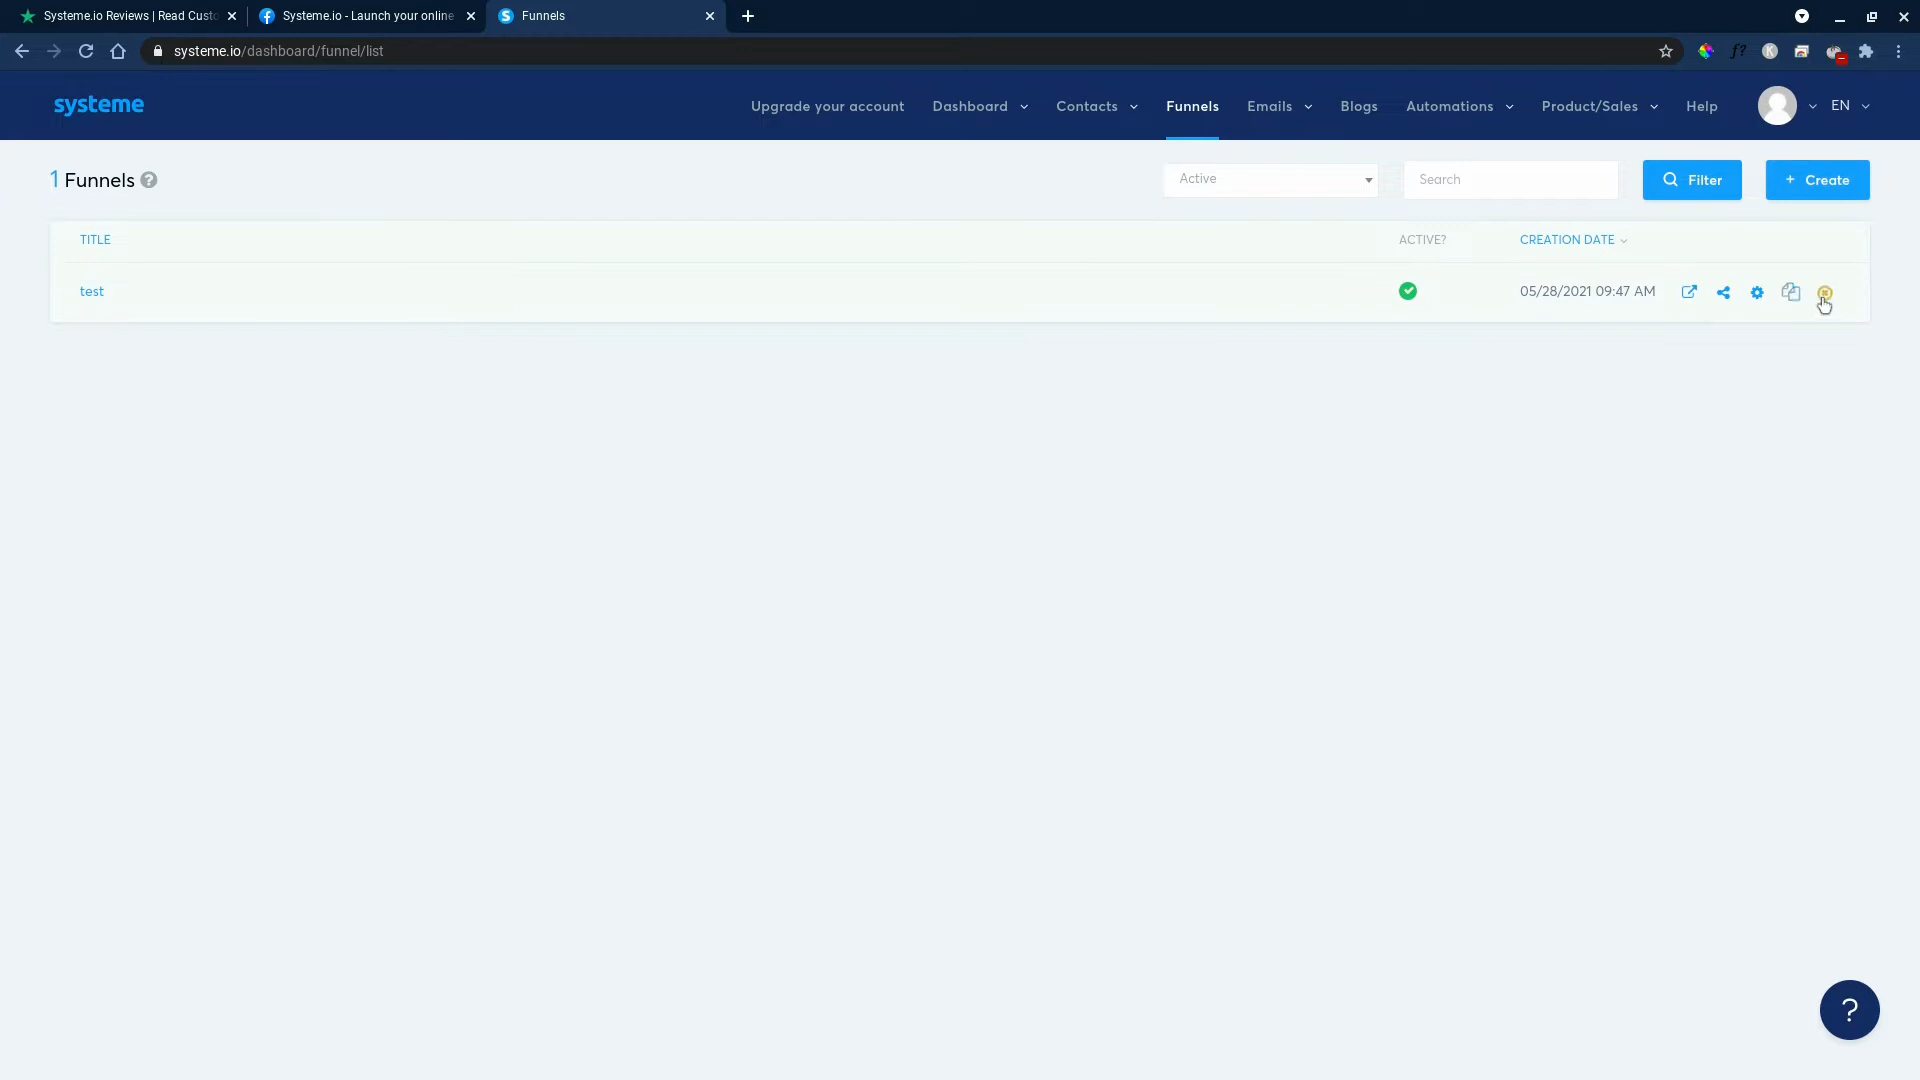 Systeme.io Reviews | Read Custo
Systeme.io - Launch your online
Funnels
systeme.io/dashboard/funnel/list
systeme
Upgrade your account
Dashboard
Contacts
Funnels
Emails
Blogs
Automations
Product/Sales
Help
EN
1 Funnels ?
Active
Search
Filter
+ Create
TITLE
ACTIVE?
CREATION DATE
test
05/28/2021 09:47 AM
?